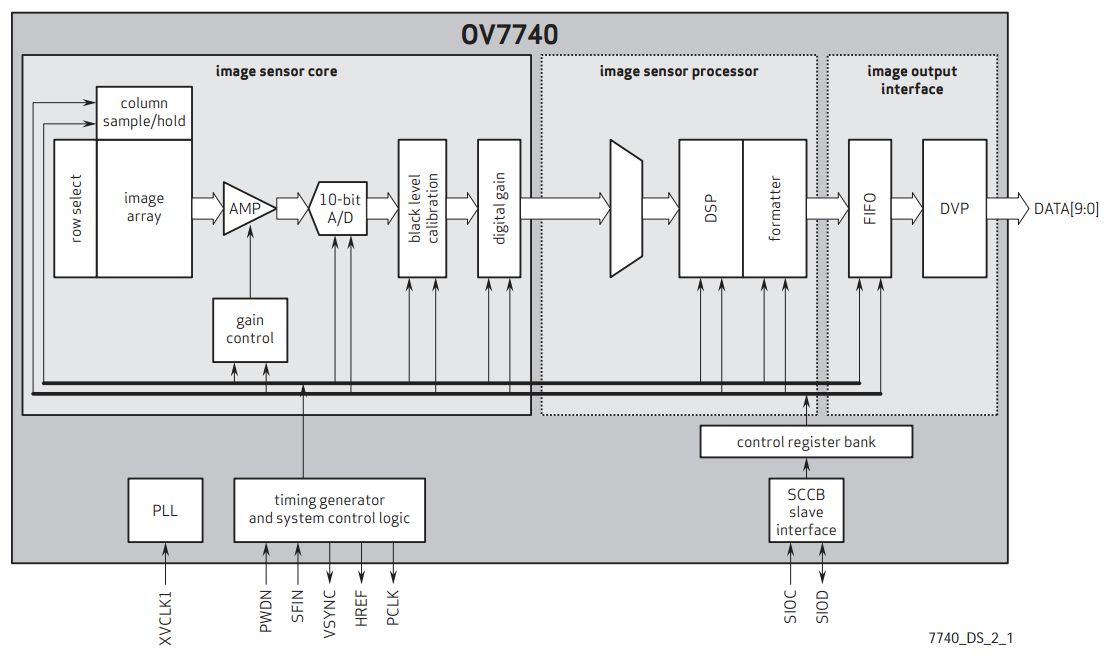 OV7740
image sensor core
image sensor processor
image output
interface
column
sample/hold
row select
image
array
AMP
10-bit
A/D
black level
calibration
digital gain
DSP
formatter
FIFO
DVP
DATA[9:0]
gain
control
control register bank
PLL
timing generator
and system control logic
SCCB
slave
interface
XVCLK1
PWDN
SFIN
VSYNC
HREF
PCLK
SIOC
SIOD
7740_DS_2_1